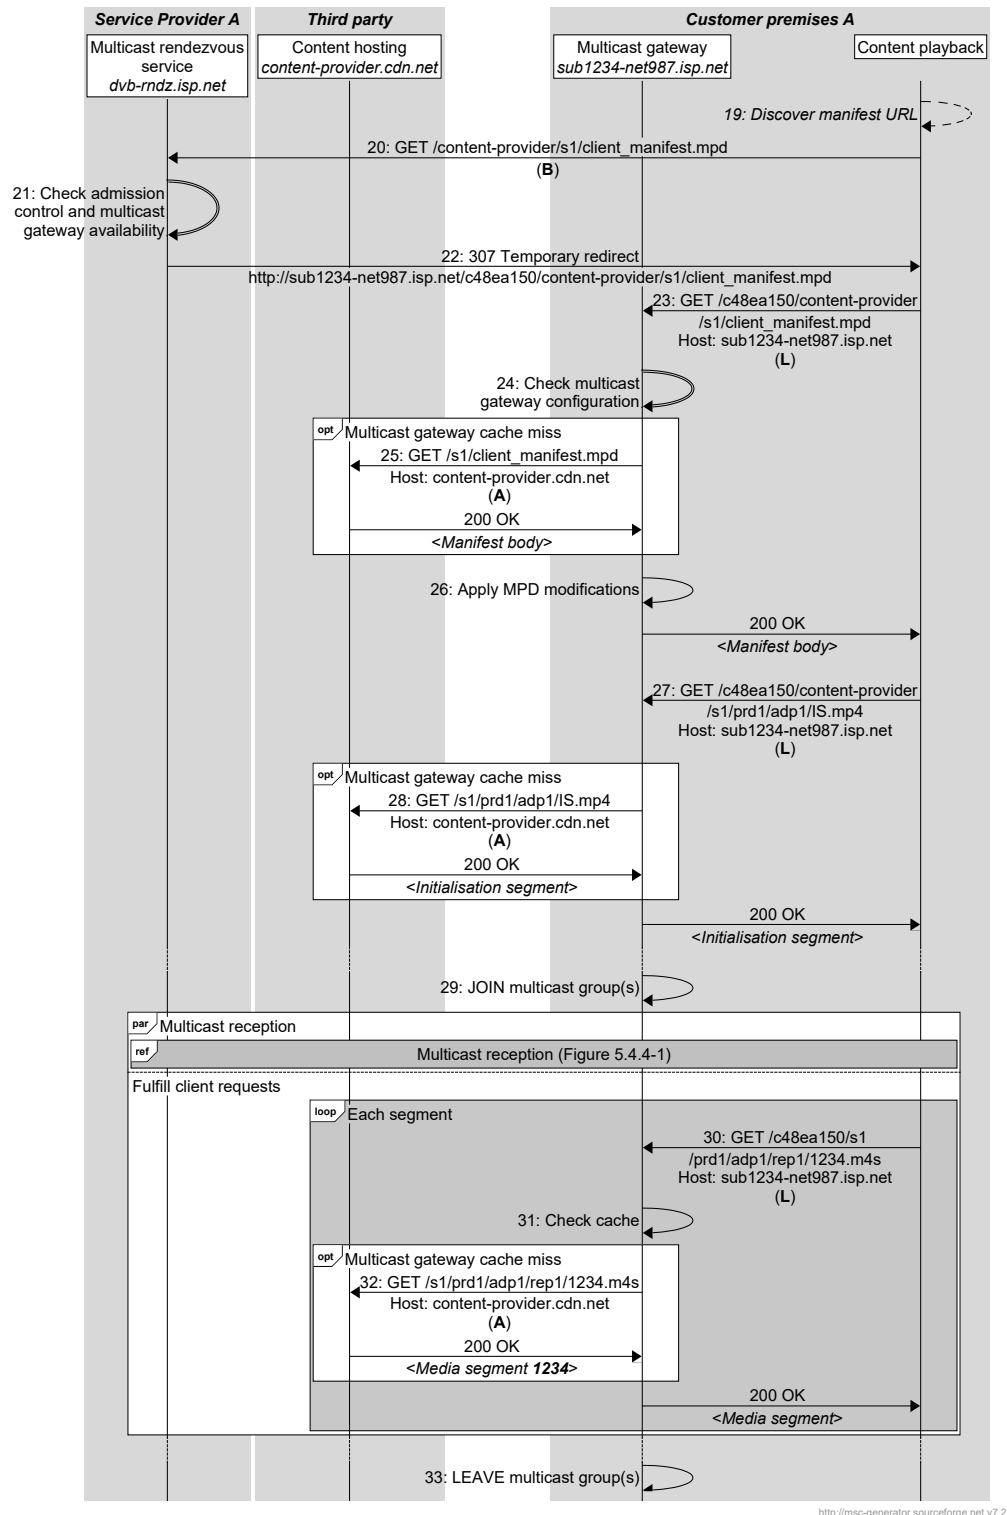 Service Provider A
Third party
Customer premises A
Multicast rendezvous
service
dvb-rndz.isp.net
Content hosting
content-provider.cdn.net
Multicast gateway
sub1234-net987.isp.net
Content playback
19: Discover manifest URL
20: GET /content-provider/s1/client_manifest.mpd
(B)
21: Check admission
control and multicast
gateway availability
22: 307 Temporary redirect
http://sub1234-net987.isp.net/c48ea150/content-provider/s1/client_manifest.mpd
23: GET /c48ea150/content-provider
/s1/client_manifest.mpd
Host: sub1234-net987.isp.net
(L)
24: Check multicast
gateway configuration
opt
Multicast gateway cache miss
25: GET /s1/client_manifest.mpd
Host: content-provider.cdn.net
(A)
200 OK
<Manifest body>
26: Apply MPD modifications
200 OK
<Manifest body>
27: GET /c48ea150/content-provider
/s1/prd1/adp1/IS.mp4
Host: sub1234-net987.isp.net
(L)
opt
Multicast gateway cache miss
28: GET /s1/prd1/adp1/IS.mp4
Host: content-provider.cdn.net
(A)
200 OK
<Initialisation segment>
200 OK
<Initialisation segment>
29: JOIN multicast group(s)
par
Multicast reception
ref
Multicast reception (Figure 5.4.4-1)
Fulfill client requests
loop
Each segment
30: GET /c48ea150/s1
/prd1/adp1/rep1/1234.m4s
Host: sub1234-net987.isp.net
(L)
31: Check cache
opt
Multicast gateway cache miss
32: GET /s1/prd1/adp1/rep1/1234.m4s
Host: content-provider.cdn.net
(A)
200 OK
<Media segment 1234>
200 OK
<Media segment>
33: LEAVE multicast group(s)
http://msc-generator.sourceforge.net v7.2